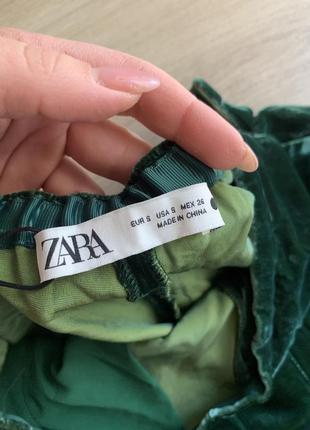 ZARA
EUR S USA S MEX 26
MADE IN CHINA